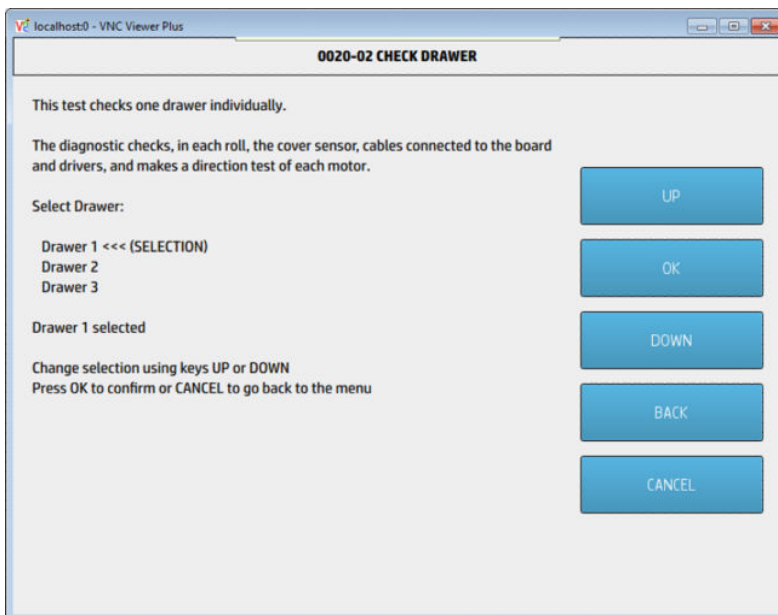 localhost:0 - VNC Viewer Plus
0020-02 CHECK DRAWER
This test checks one drawer individually.
The diagnostic checks, in each roll, the cover sensor, cables connected to the board
and drivers, and makes a direction test of each motor.
Select Drawer:
Drawer 1 <<< (SELECTION)
Drawer 2
Drawer 3
Drawer 1 selected
Change selection using keys UP or DOWN
Press OK to confirm or CANCEL to go back to the menu
UP
OK
DOWN
BACK
CANCEL